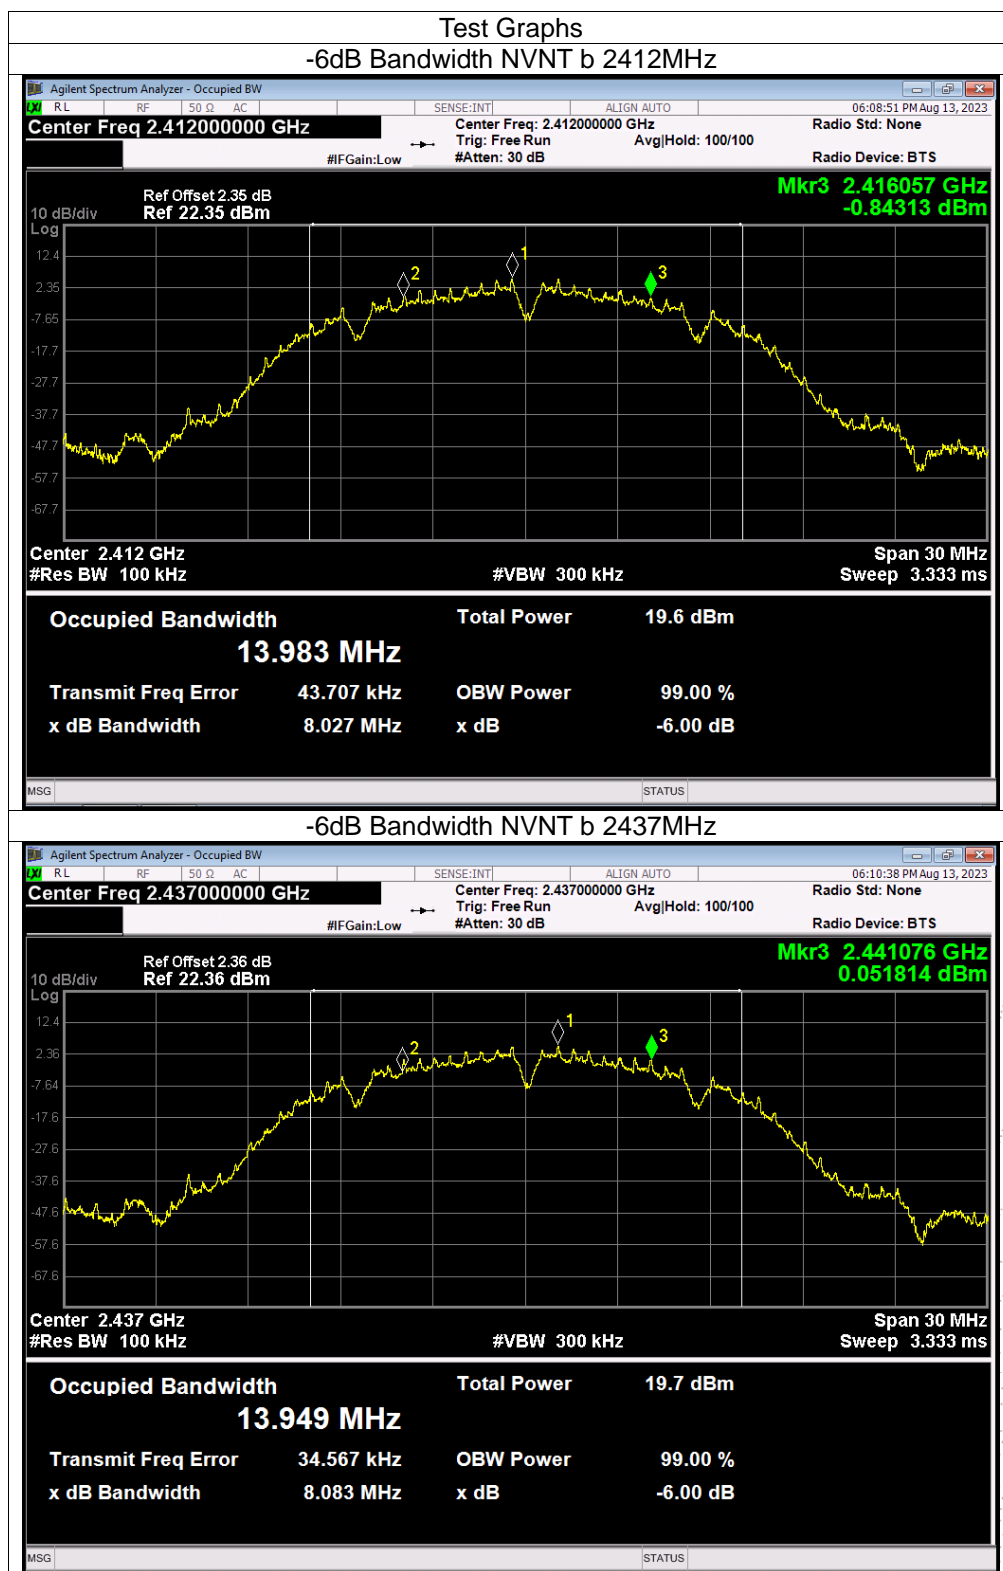 Test Graphs
-6dB Bandwidth NVNT b 2412MHz
Agilent Spectrum Analyzer - Occupied BW
LXI RL RF 50 Ω AC SENSE:INT ALIGN AUTO 06:08:51 PM Aug 13, 2023
Center Freq 2.412000000 GHz Center Freq: 2.412000000 GHz Radio Std: None
Trig: Free Run Avg|Hold: 100/100
#IFGain:Low #Atten: 30 dB Radio Device: BTS
Mkr3 2.416057 GHz
-0.84313 dBm
Ref Offset 2.35 dB
10 dB/div Ref 22.35 dBm
Log
12.4
2.35
-7.65
-17.7
-27.7
-37.7
-47.7
-57.7
-67.7
2 1 3
Center 2.412 GHz Span 30 MHz
#Res BW 100 kHz #VBW 300 kHz Sweep 3.333 ms
Occupied Bandwidth Total Power 19.6 dBm
13.983 MHz
Transmit Freq Error 43.707 kHz OBW Power 99.00 %
x dB Bandwidth 8.027 MHz x dB -6.00 dB
MSG STATUS
-6dB Bandwidth NVNT b 2437MHz
Agilent Spectrum Analyzer - Occupied BW
LXI RL RF 50 Ω AC SENSE:INT ALIGN AUTO 06:10:38 PM Aug 13, 2023
Center Freq 2.437000000 GHz Center Freq: 2.437000000 GHz Radio Std: None
Trig: Free Run Avg|Hold: 100/100
#IFGain:Low #Atten: 30 dB Radio Device: BTS
Mkr3 2.441076 GHz
0.051814 dBm
Ref Offset 2.36 dB
10 dB/div Ref 22.36 dBm
Log
12.4
2.36
-7.64
-17.6
-27.6
-37.6
-47.6
-57.6
-67.6
2 1 3
Center 2.437 GHz Span 30 MHz
#Res BW 100 kHz #VBW 300 kHz Sweep 3.333 ms
Occupied Bandwidth Total Power 19.7 dBm
13.949 MHz
Transmit Freq Error 34.567 kHz OBW Power 99.00 %
x dB Bandwidth 8.083 MHz x dB -6.00 dB
MSG STATUS